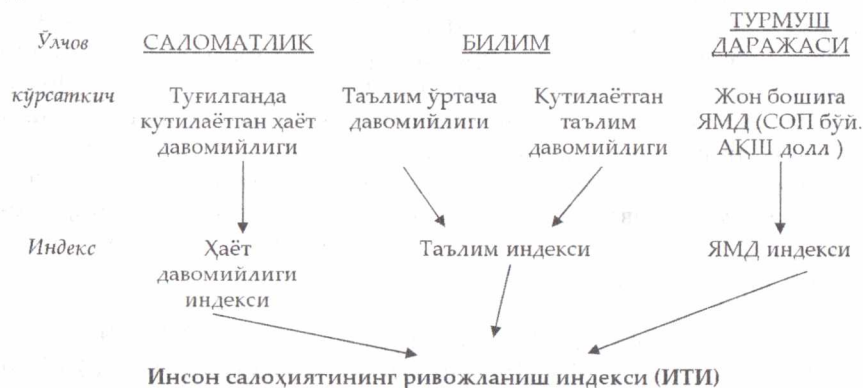 Ўлчов САЛОМАТЛИК БИЛИМ ТУРМУШ ДАРАЖАСИ
кўрсаткич Туғилганда кутилаётган ҳаёт давомийлиги Таълим ўртача давомийлиги Кутилаётган таълим давомийлиги Жон бошига ЯМД (СОП бўй. АҚШ долл )
Индекс Ҳаёт давомийлиги индекси Таълим индекси ЯМД индекси
Инсон салоҳиятининг ривожланиш индекси (ИТИ)